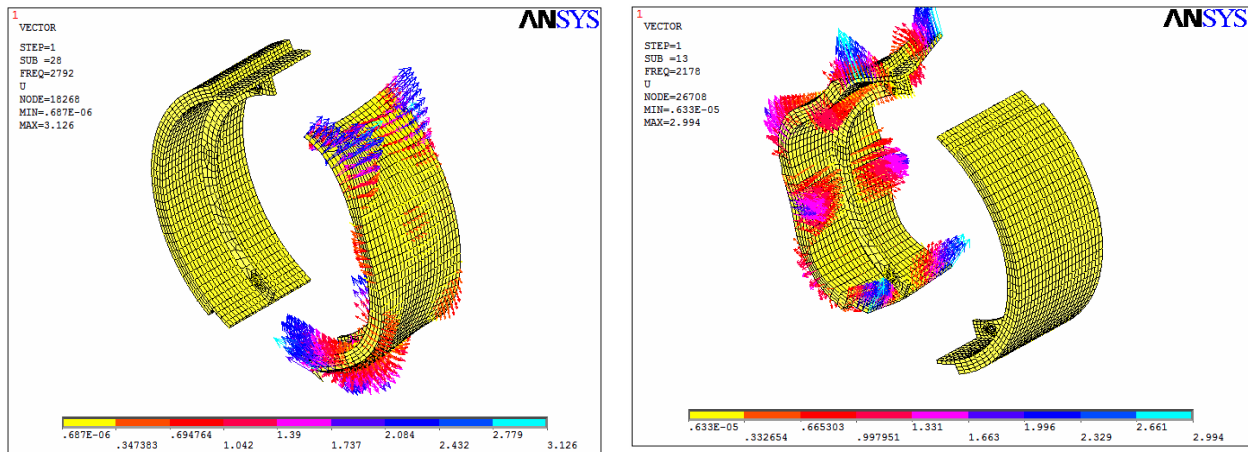 1
ANSYS
VECTOR
STEP=1
SUB =28
FREQ=2792
U
NODE=18268
MIN=.687E-06
MAX=3.126
.687E-06 .694764 1.39 2.084 2.779
.347383 1.042 1.737 2.432 3.126
1
ANSYS
VECTOR
STEP=1
SUB =13
FREQ=2178
U
NODE=26708
MIN=.633E-05
MAX=2.994
.633E-05 .665303 1.331 1.996 2.661
.332654 .997951 1.663 2.329 2.994